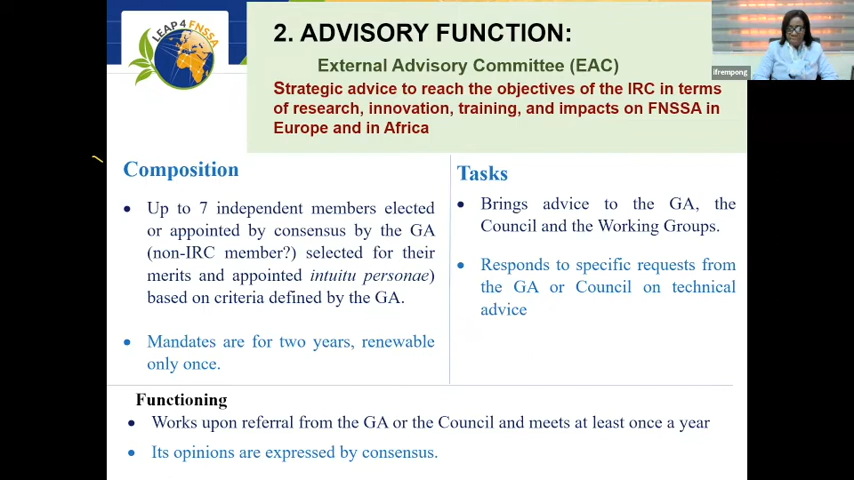 LEAP 4 FNSSA
2. ADVISORY FUNCTION:
External Advisory Committee (EAC)
Strategic advice to reach the objectives of the IRC in terms
of research, innovation, training, and impacts on FNSSA in
Europe and in Africa
ifrempong
Composition
• Up to 7 independent members elected
or appointed by consensus by the GA
(non-IRC member?) selected for their
merits and appointed intuitu personae)
based on criteria defined by the GA.
• Mandates are for two years, renewable
only once.
Tasks
• Brings advice to the GA, the
Council and the Working Groups.
• Responds to specific requests from
the GA or Council on technical
advice
Functioning
• Works upon referral from the GA or the Council and meets at least once a year
• Its opinions are expressed by consensus.